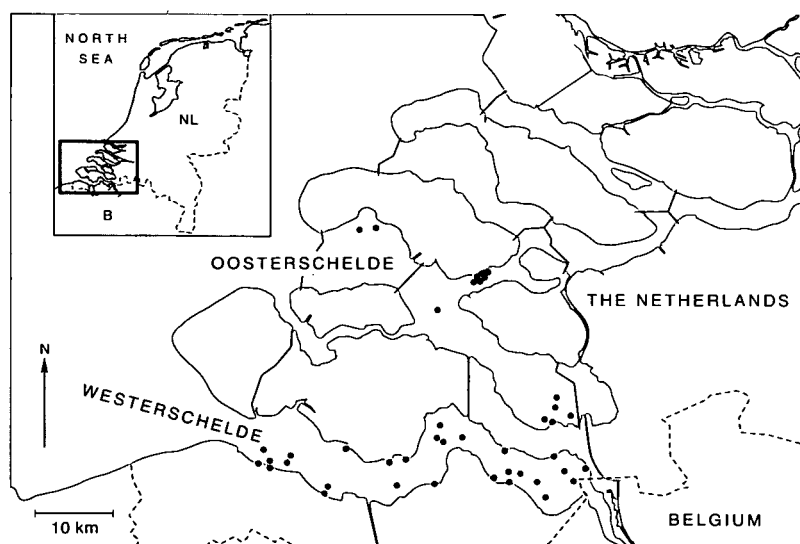 NORTH
SEA
NL
B
OOSTERSCHELDE
THE NETHERLANDS
N
WESTERSCHELDE
10 km
BELGIUM